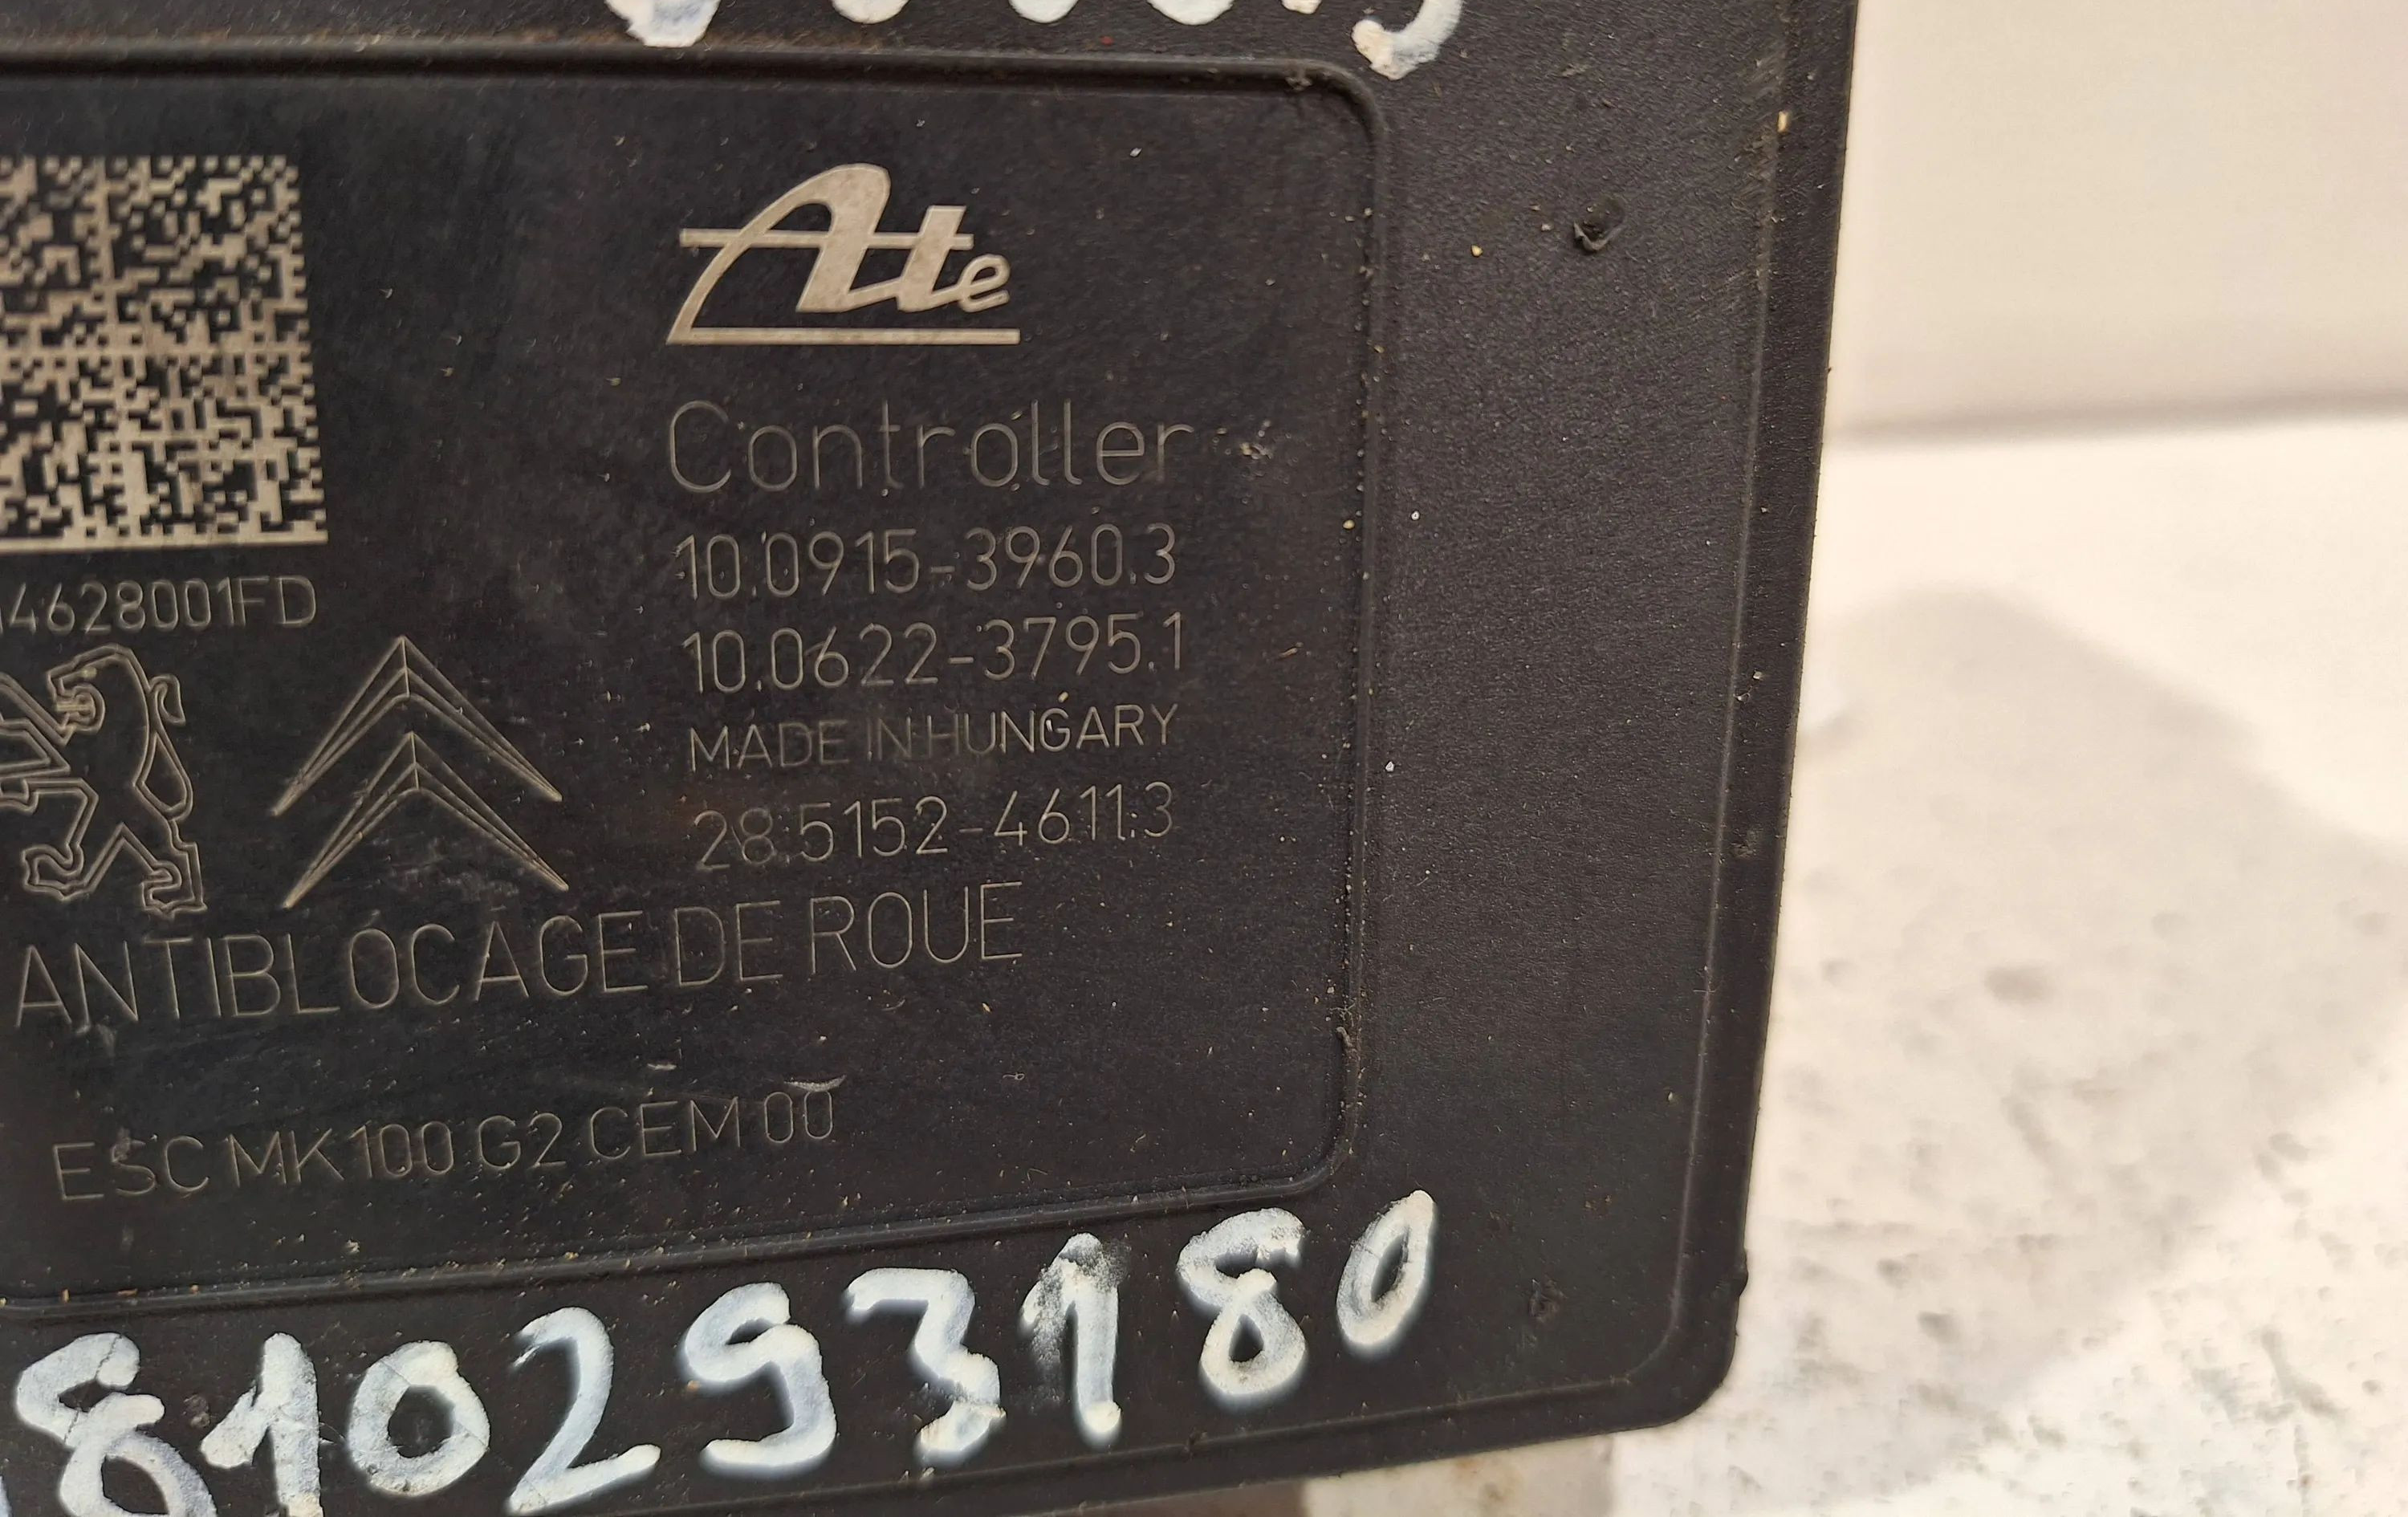 Ate
Controller
10.0915-3960.3
10.0622-3795.1
MADE IN HUNGARY
28.5152-4611.3
14628001FD
ANTIBLOCAGE DE ROUE
ESC MK100 G2 CEM 00
810293180